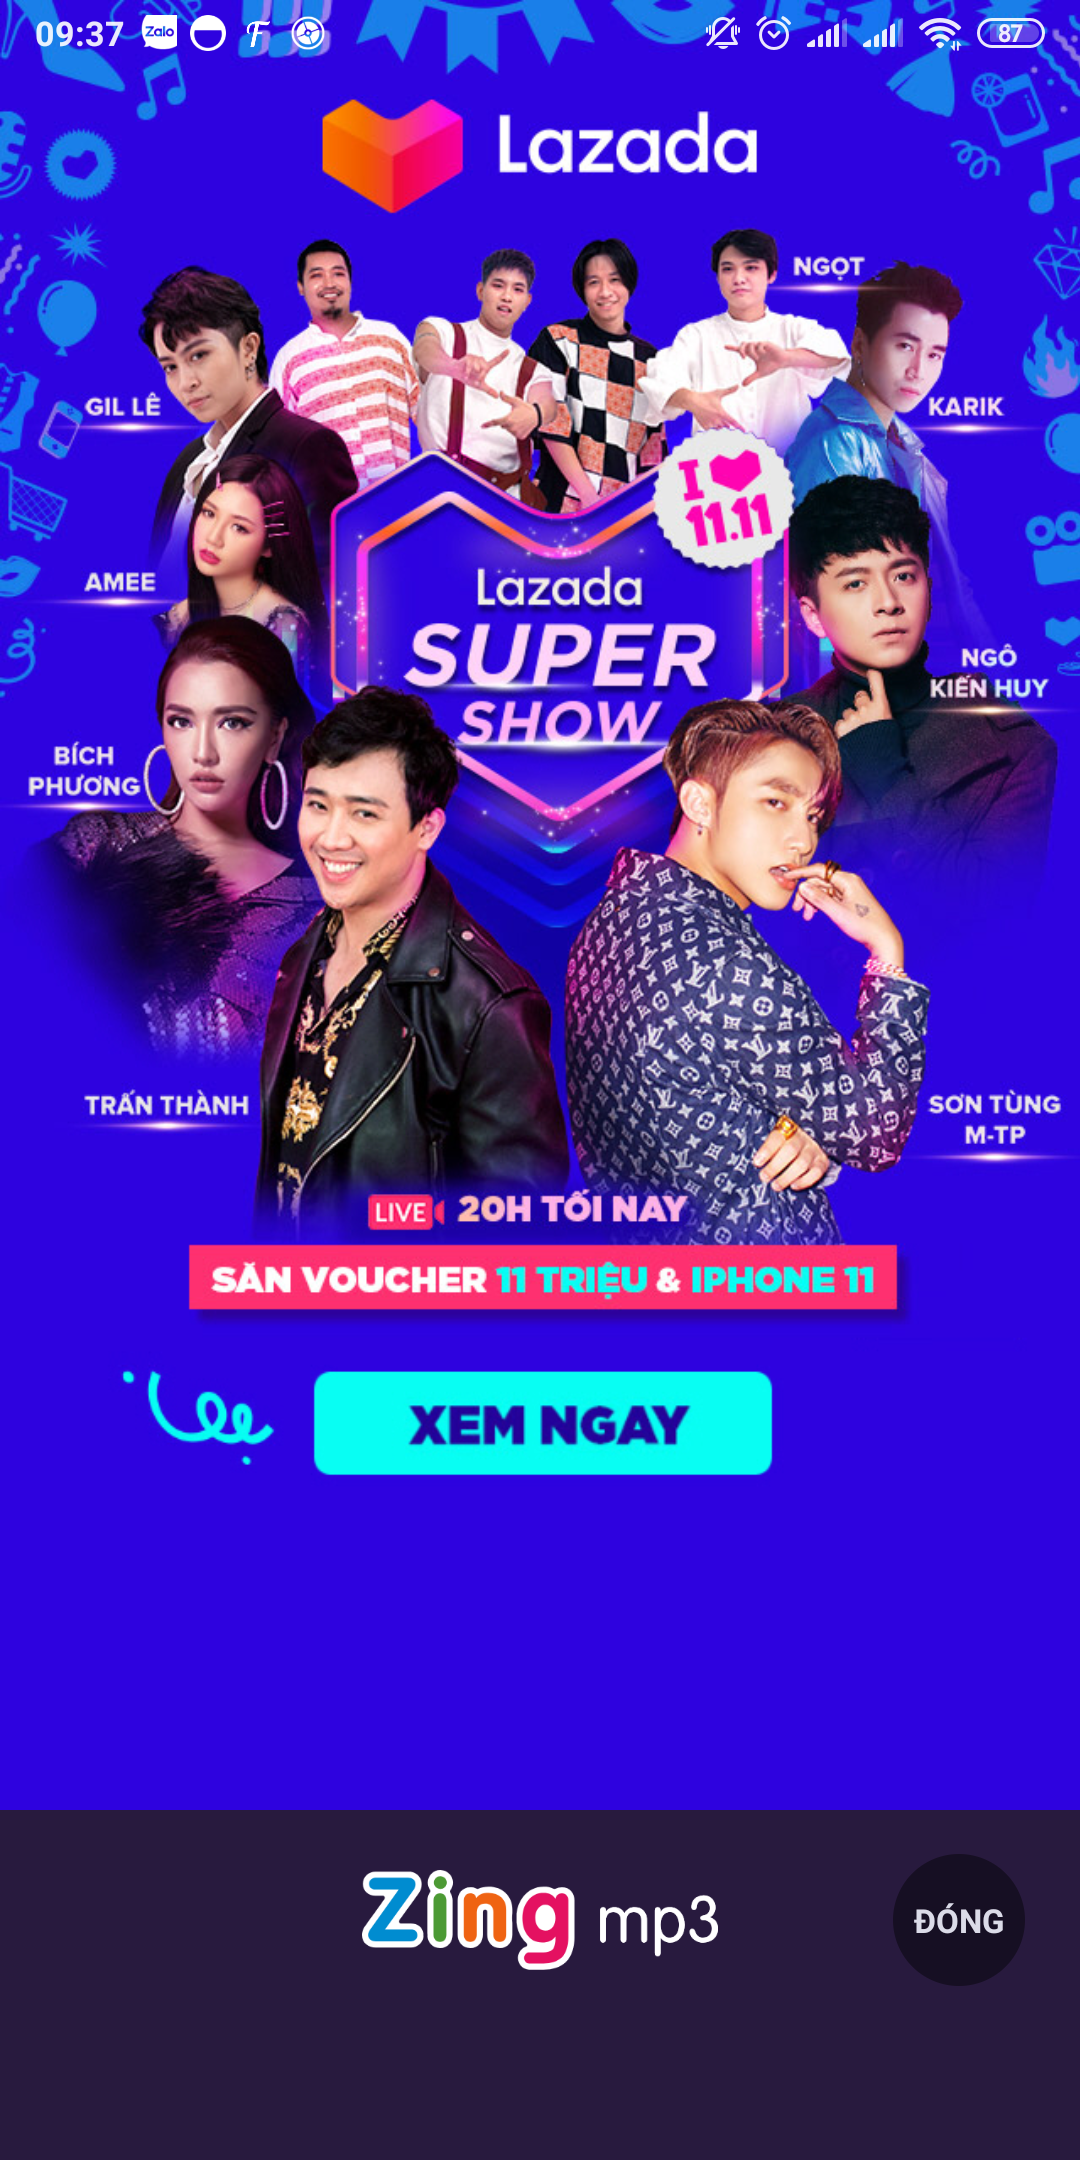 09:37
Zalo
F
87
Lazada
NGỌT
GIL LÊ
KARIK
I
11.11
AMEE
Lazada
SUPER
SHOW
NGÔ
KIẾN HUY
BÍCH
PHƯƠNG
TRẤN THÀNH
SƠN TÙNG
M-TP
LIVE 20H TỐI NAY
SĂN VOUCHER 11 TRIỆU & IPHONE 11
XEM NGAY
Zing mp3
ĐÓNG